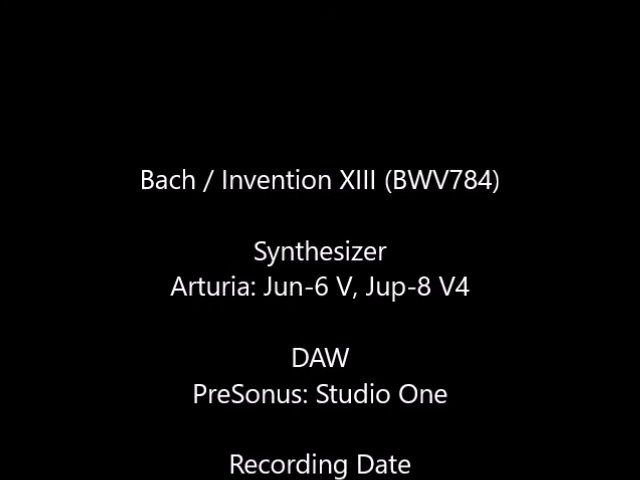 Bach / Invention XIII (BWV784)
Synthesizer
Arturia: Jun-6 V, Jup-8 V4
DAW
PreSonus: Studio One
Recording Date